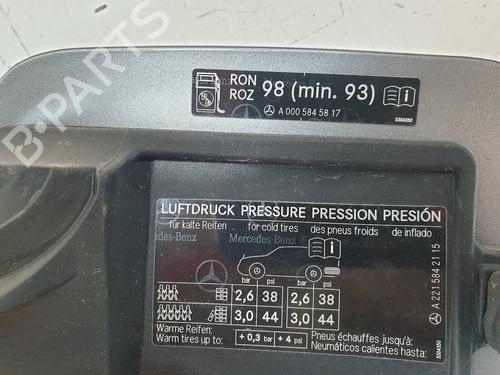 B-PARTS
RON
ROZ 98 (min. 93)
A 000 584 58 17
5304350
LUFTDRUCK PRESSURE PRESSION PRESIÓN
für kalte Reifen for cold tires des pneus froids de inflado
Mercedes-Benz
bar psi bar psi
2,6 38 2,6 38
3,0 44 3,0 44
Warme Reifen: Pneus échauffes jusqu'à:
Warm tires up to: + 0,3 bar + 4 psi Neumáticos calientes hasta:
A 221 584 21 15
5304350